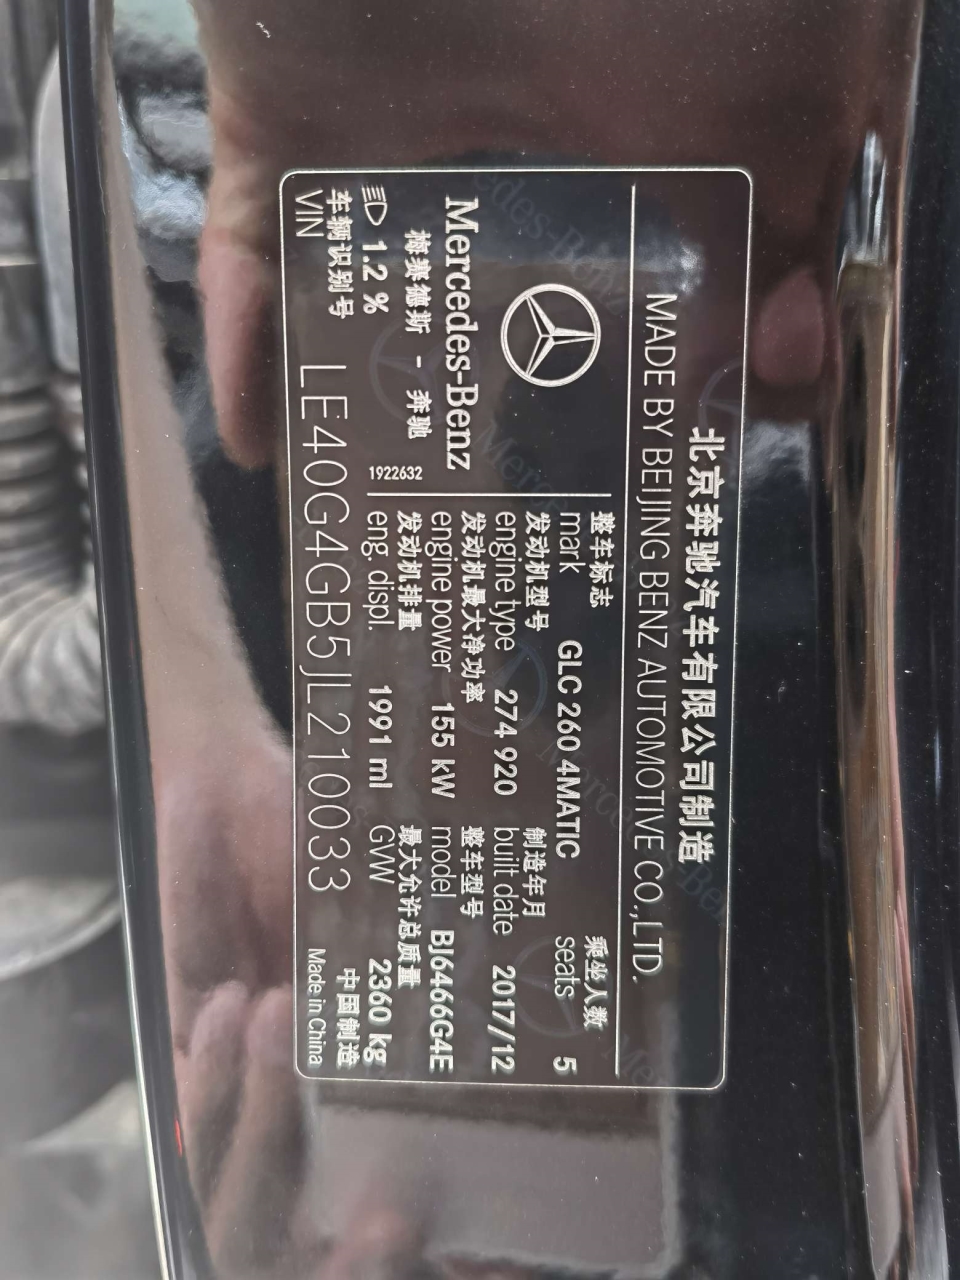 北京奔驰汽车有限公司制造
MADE BY BEIJING BENZ AUTOMOTIVE CO.,LTD.
Mercedes-Benz
梅赛德斯 - 奔驰
1922632
1.2 %
整车标志
mark GLC 260 4MATIC
乘坐人数
Seats 5
发动机型号
engine type 274 920
制造年月
built date 2017/12
发动机最大净功率
engine power 155 kW
整车型号
model BJ6466G4E
发动机排量
eng. displ. 1991 ml
最大允许总质量
GW 2360 kg
车辆识别号
VIN LE40G4GB5JL210033
中国制造
Made in China